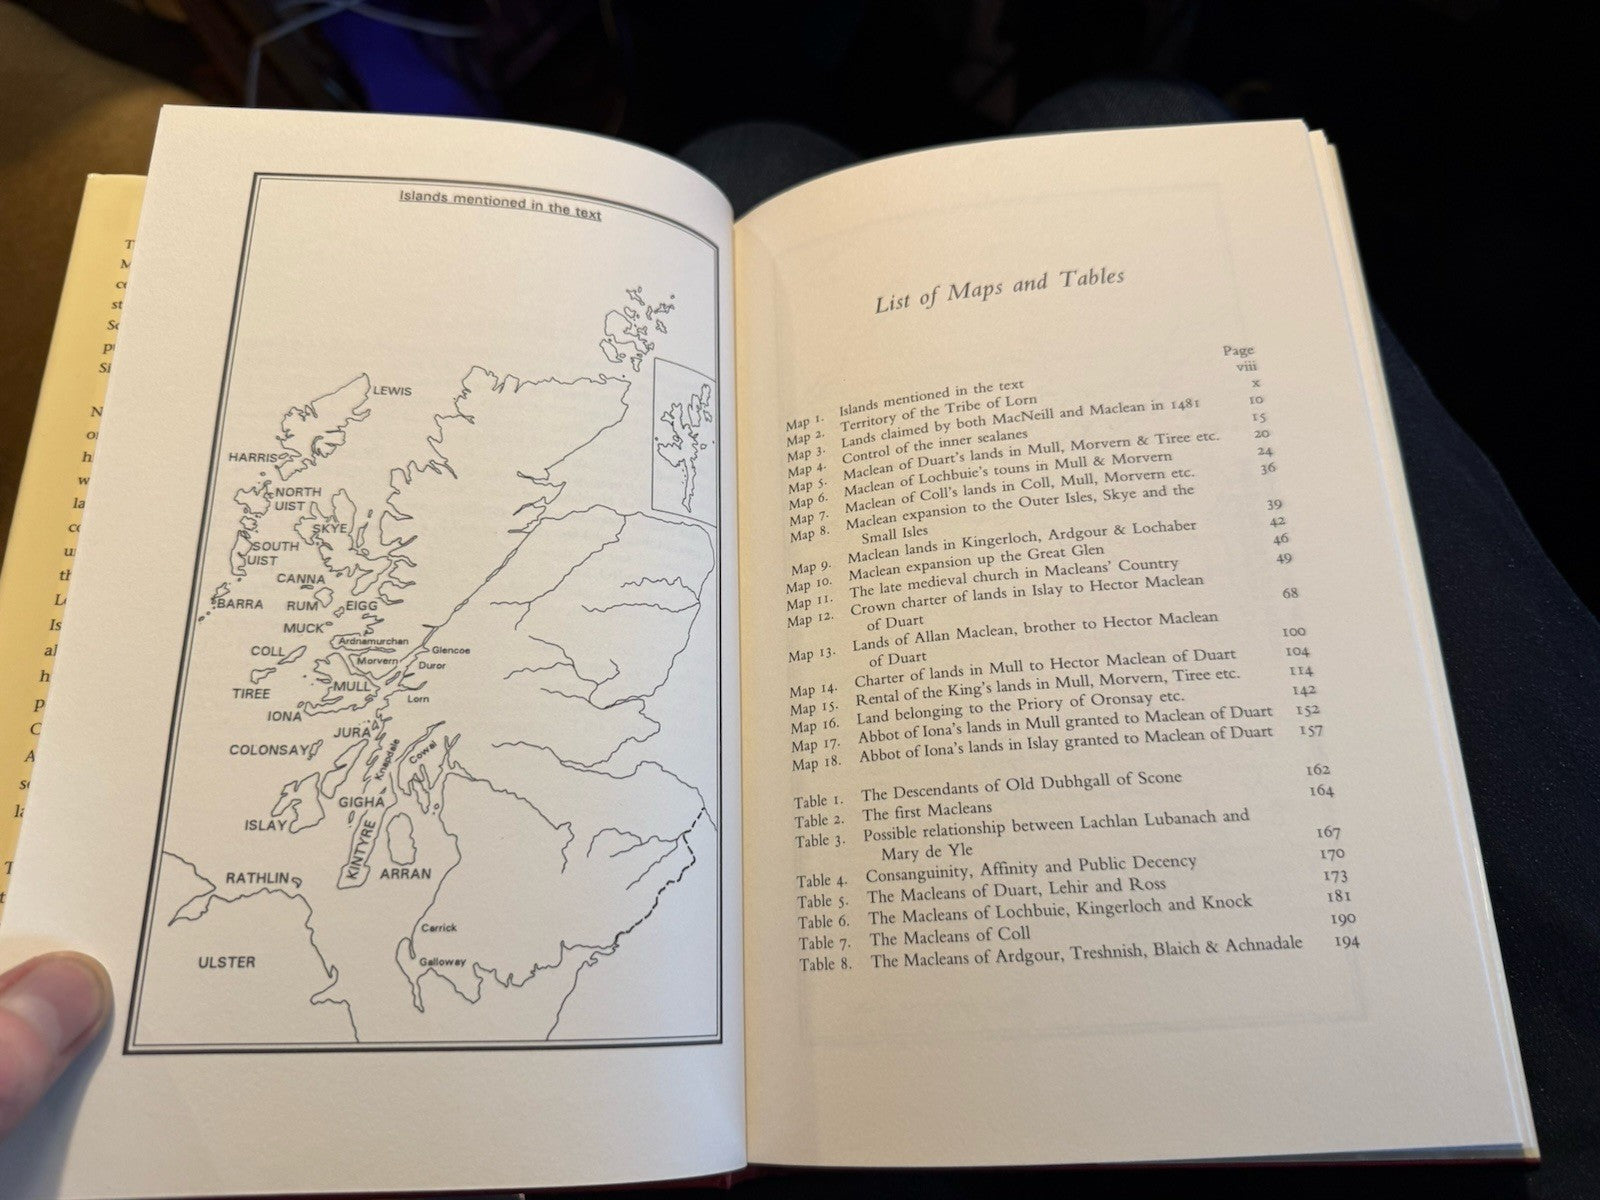 Islands mentioned in the text
LEWIS
HARRIS
NORTH
UIST
SKYE
SOUTH
UIST
CANNA
BARRA
RUM
EIGG
MUCK
Ardnamurchan
COLL
Morvern
Glencoe
Duror
TIREE
MULL
Lorn
IONA
JURA
COLONSAY
Knapdale
Cowal
GIGHA
ISLAY
KINTYRE
ARRAN
RATHLIN
Carrick
ULSTER
Galloway
List of Maps and Tables
Page
Map 1. Islands mentioned in the text viii
Map 2. Territory of the Tribe of Lorn x
Map 3. Lands claimed by both MacNeill and Maclean in 1481 10
Map 4. Control of the inner sealanes 15
Map 5. Maclean of Duart's lands in Mull, Morvern & Tiree etc. 20
Map 6. Maclean of Lochbuie's touns in Mull & Morvern 24
Map 7. Maclean of Coll's lands in Coll, Mull, Morvern etc. 36
Map 8. Maclean expansion to the Outer Isles, Skye and the
Small Isles 39
Map 9. Maclean lands in Kingerloch, Ardgour & Lochaber 42
Map 10. Maclean expansion up the Great Glen 46
Map 11. The late medieval church in Macleans' Country 49
Map 12. Crown charter of lands in Islay to Hector Maclean
of Duart 68
Map 13. Lands of Allan Maclean, brother to Hector Maclean
of Duart 100
Map 14. Charter of lands in Mull to Hector Maclean of Duart 104
Map 15. Rental of the King's lands in Mull, Morvern, Tiree etc. 114
Map 16. Land belonging to the Priory of Oronsay etc. 142
Map 17. Abbot of Iona's lands in Mull granted to Maclean of Duart 152
Map 18. Abbot of Iona's lands in Islay granted to Maclean of Duart 157
Table 1. The Descendants of Old Dubhgall of Scone 162
Table 2. The first Macleans 164
Table 3. Possible relationship between Lachlan Lubanach and
Mary de Yle 167
Table 4. Consanguinity, Affinity and Public Decency 170
Table 5. The Macleans of Duart, Lehir and Ross 173
Table 6. The Macleans of Lochbuie, Kingerloch and Knock 181
Table 7. The Macleans of Coll 190
Table 8. The Macleans of Ardgour, Treshnish, Blaich & Achnadale 194